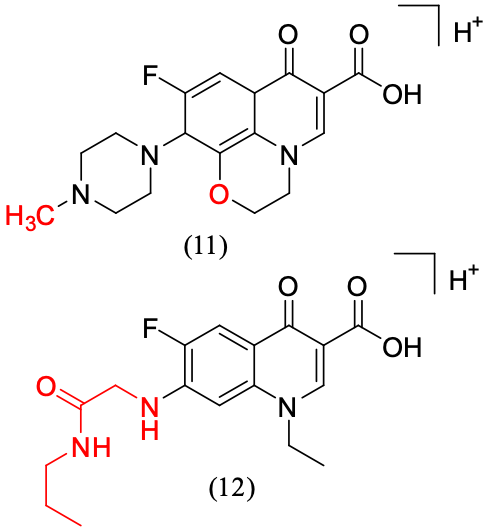 O O H⁺
F OH
N N
N O
H₃C
(11)
O O H⁺
F OH
O N N
H
NH
(12)